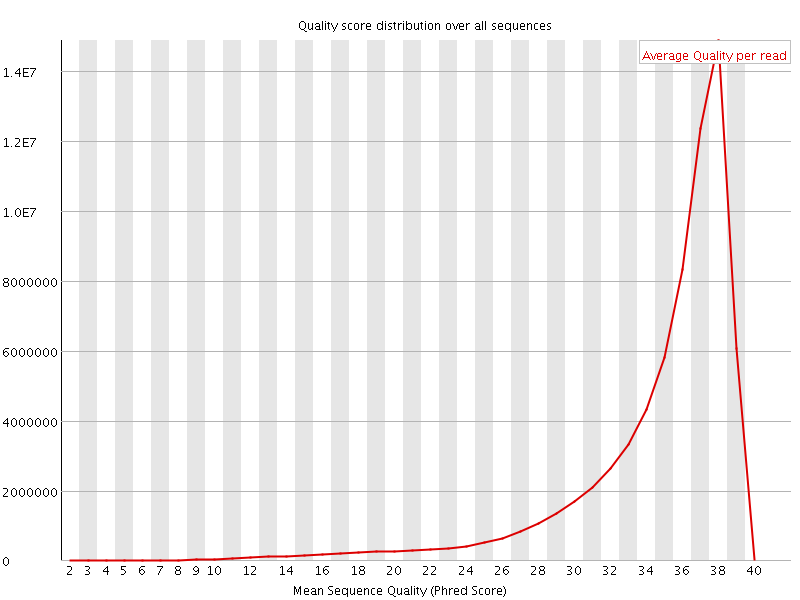 Quality score distribution over all sequences
Average Quality per read
1.4E7
1.2E7
1.0E7
8000000
6000000
4000000
2000000
0
2 3 4 5 6 7 8 9 10 12 14 16 18 20 22 24 26 28 30 32 34 36 38 40
Mean Sequence Quality (Phred Score)